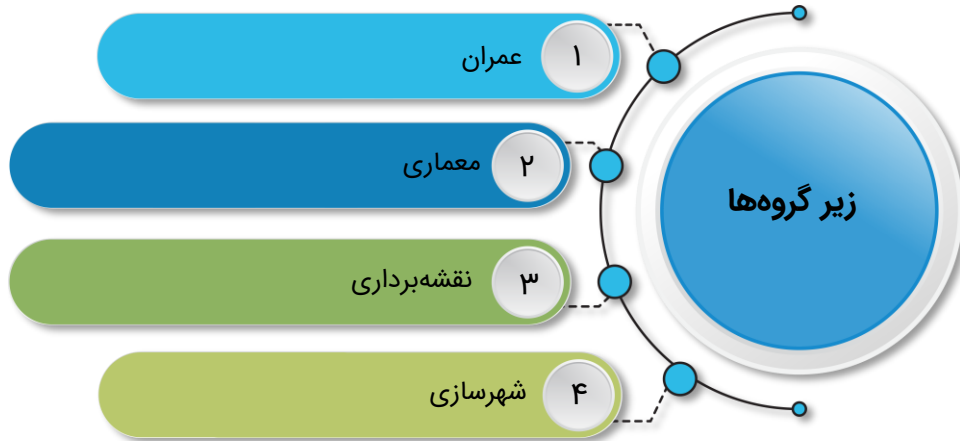 زیر گروه‌ها
۱ عمران
۲ معماری
۳ نقشه‌برداری
۴ شهرسازی